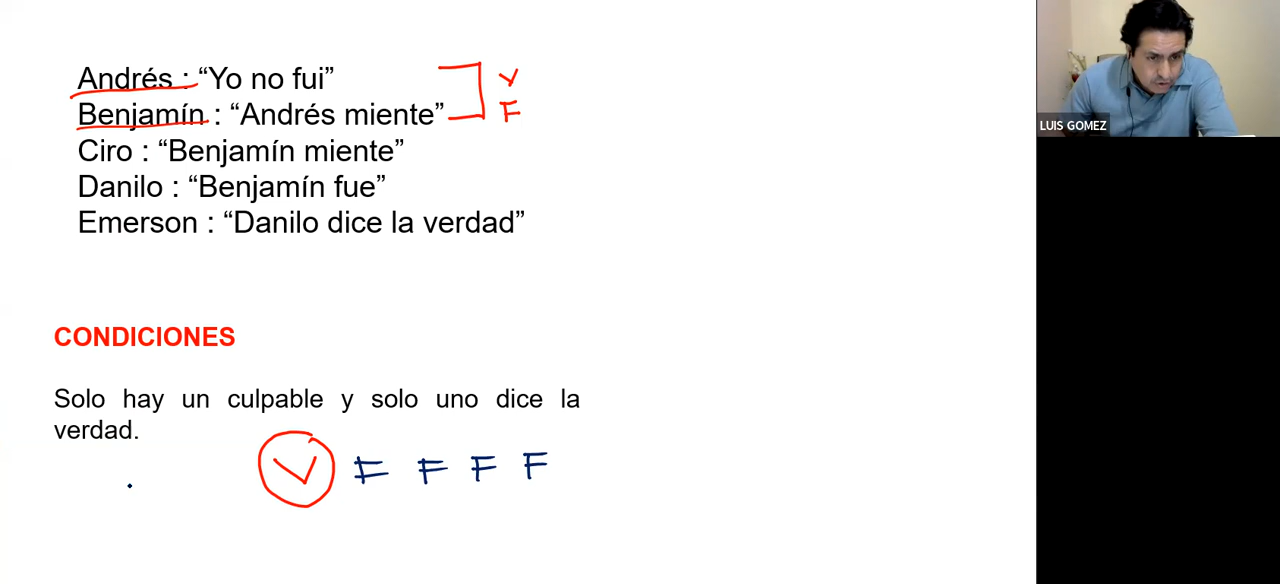 Andrés : “Yo no fui” V
Benjamín : “Andrés miente” F
Ciro : “Benjamín miente”
Danilo : “Benjamín fue”
Emerson : “Danilo dice la verdad”
CONDICIONES
Solo hay un culpable y solo uno dice la
verdad.
V F F F F
LUIS GOMEZ